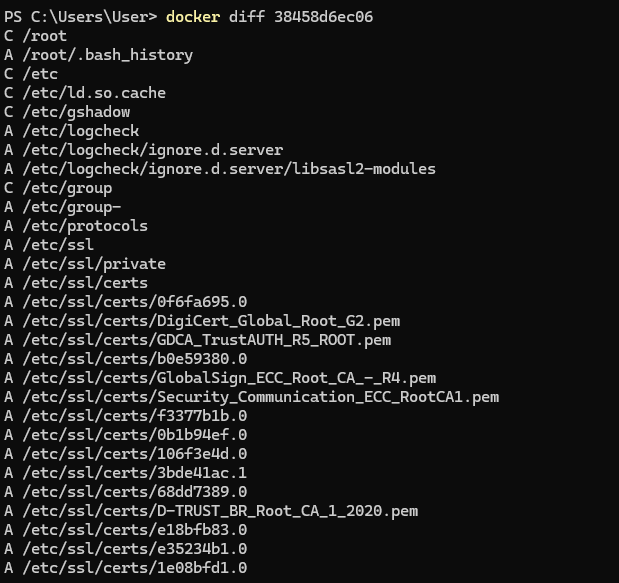 PS C:\Users\User> docker diff 38458d6ec06
C /root
A /root/.bash_history
C /etc
C /etc/ld.so.cache
C /etc/gshadow
A /etc/logcheck
A /etc/logcheck/ignore.d.server
A /etc/logcheck/ignore.d.server/libsasl2-modules
C /etc/group
A /etc/group-
A /etc/protocols
A /etc/ssl
A /etc/ssl/private
A /etc/ssl/certs
A /etc/ssl/certs/0f6fa695.0
A /etc/ssl/certs/DigiCert_Global_Root_G2.pem
A /etc/ssl/certs/GDCA_TrustAUTH_R5_ROOT.pem
A /etc/ssl/certs/b0e59380.0
A /etc/ssl/certs/GlobalSign_ECC_Root_CA_-_R4.pem
A /etc/ssl/certs/Security_Communication_ECC_RootCA1.pem
A /etc/ssl/certs/f3377b1b.0
A /etc/ssl/certs/0b1b94ef.0
A /etc/ssl/certs/106f3e4d.0
A /etc/ssl/certs/3bde41ac.1
A /etc/ssl/certs/68dd7389.0
A /etc/ssl/certs/D-TRUST_BR_Root_CA_1_2020.pem
A /etc/ssl/certs/e18bfb83.0
A /etc/ssl/certs/e35234b1.0
A /etc/ssl/certs/1e08bfd1.0